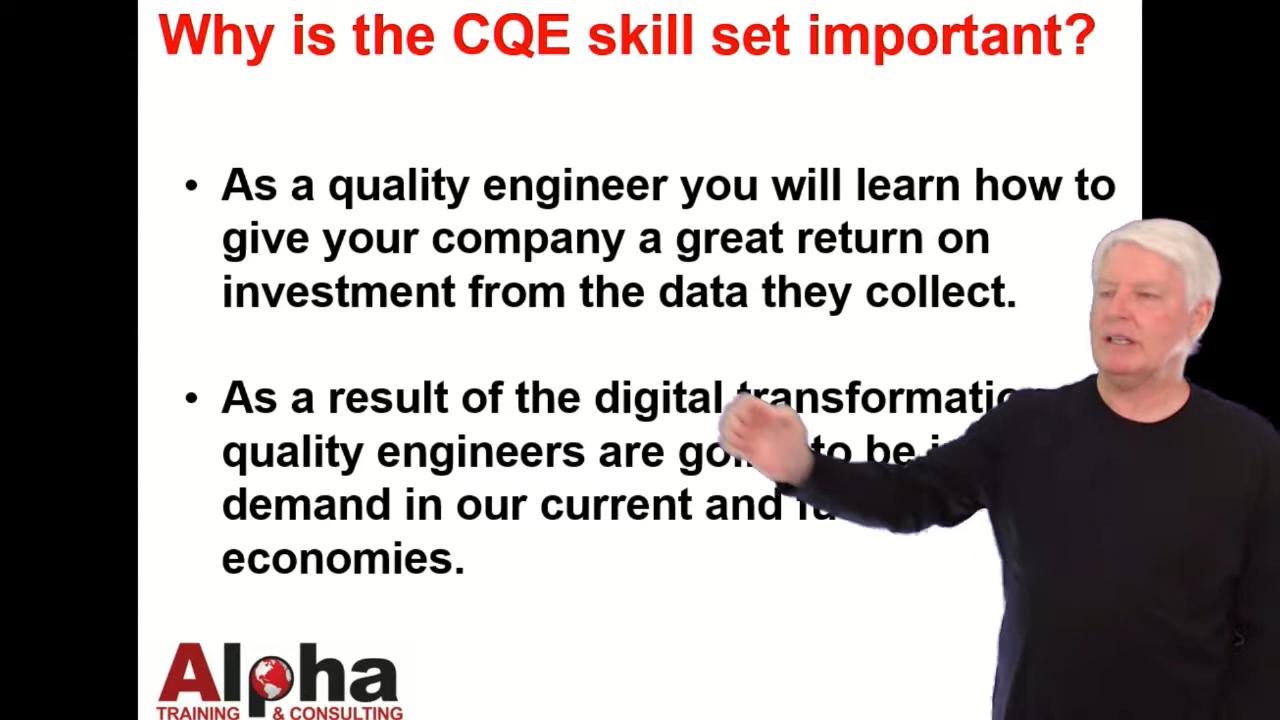 Why is the CQE skill set important?
• As a quality engineer you will learn how to
give your company a great return on
investment from the data they collect.
• As a result of the digital
quality engineers are to be
demand in our current and
economies.
Alpha
TRAINING & CONSULTING